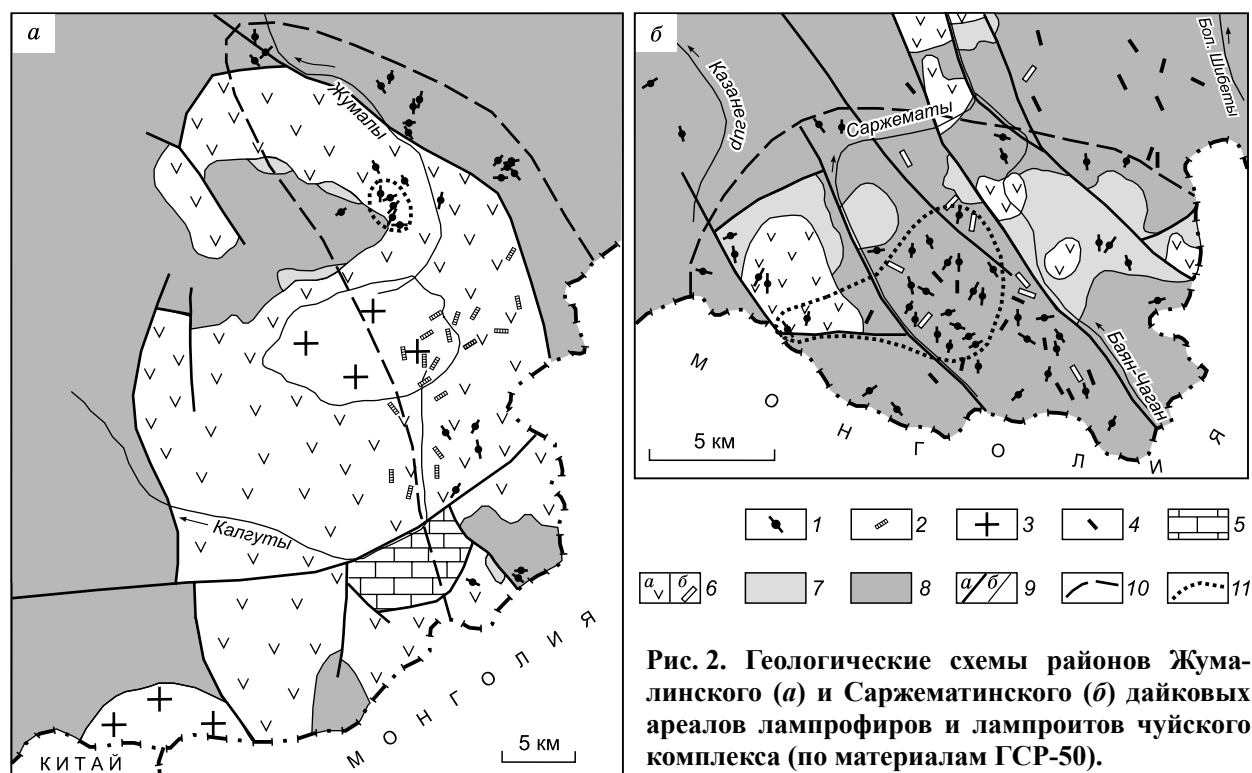 а
Жумалы
Калгуты
КИТАЙ
МОНГОЛИЯ
5 км
б
Казанегир
Саржематы
Бол. Шибеты
Баян-Чаган
МОНГОЛИЯ
5 км
1 2 3 4 5
а б 6 7 8 а б 9 10 11
Рис. 2. Геологические схемы районов Жума-
линского (а) и Саржематинского (б) дайковых
ареалов лампрофиров и лампроитов чуйского
комплекса (по материалам ГСР-50).